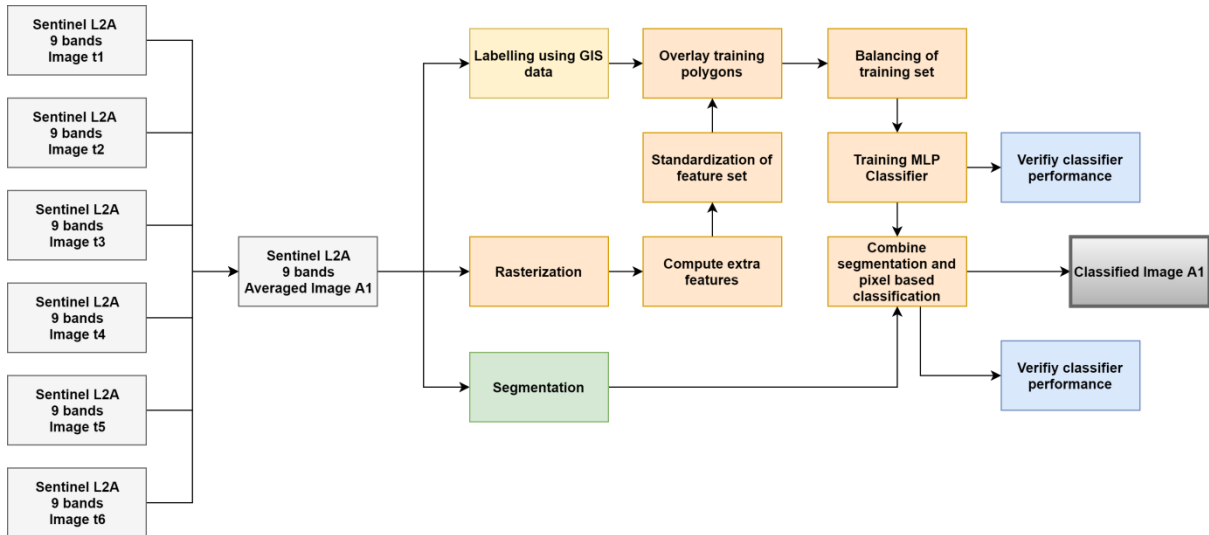 Sentinel L2A
9 bands
Image t1
Sentinel L2A
9 bands
Image t2
Sentinel L2A
9 bands
Image t3
Sentinel L2A
9 bands
Image t4
Sentinel L2A
9 bands
Image t5
Sentinel L2A
9 bands
Image t6
Sentinel L2A
9 bands
Averaged Image A1
Labelling using GIS
data
Overlay training
polygons
Balancing of
training set
Standardization of
feature set
Training MLP
Classifier
Verifiy classifier
performance
Rasterization
Compute extra
features
Combine
segmentation and
pixel based
classification
Classified Image A1
Segmentation
Verifiy classifier
performance